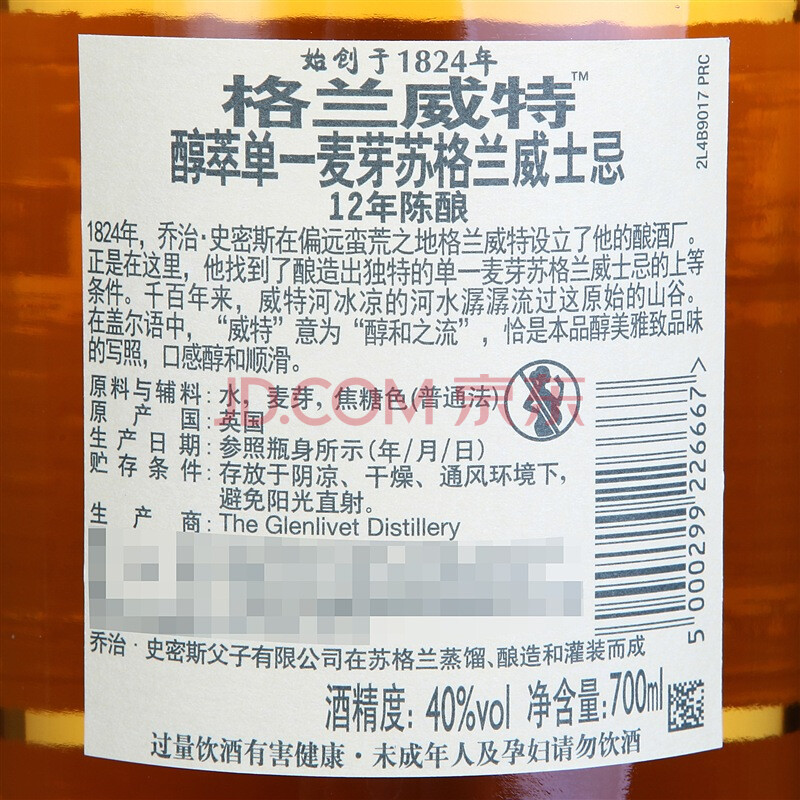 始创于1824年
格兰威特™
醇萃单一麦芽苏格兰威士忌
12年陈酿
1824年，乔治·史密斯在偏远蛮荒之地格兰威特设立了他的酿酒厂。
正是在这里，他找到了酿造出独特的单一麦芽苏格兰威士忌的上等
条件。千百年来，威特河冰凉的河水潺潺流过这原始的山谷。
在盖尔语中，“威特”意为“醇和之流”，恰是本品醇美雅致品味
的写照，口感醇和顺滑。
原料与辅料：水，麦芽，焦糖色(普通法)
原产国：英国
生产日期：参照瓶身所示(年/月/日)
贮存条件：存放于阴凉、干燥、通风环境下，
避免阳光直射。
生产商：The Glenlivet Distillery
乔治·史密斯父子有限公司在苏格兰蒸馏、酿造和灌装而成
酒精度：40%vol 净含量：700ml
过量饮酒有害健康·未成年人及孕妇请勿饮酒
2L4B9017 PRC
5 000299 226667 >
JD.COM 京东